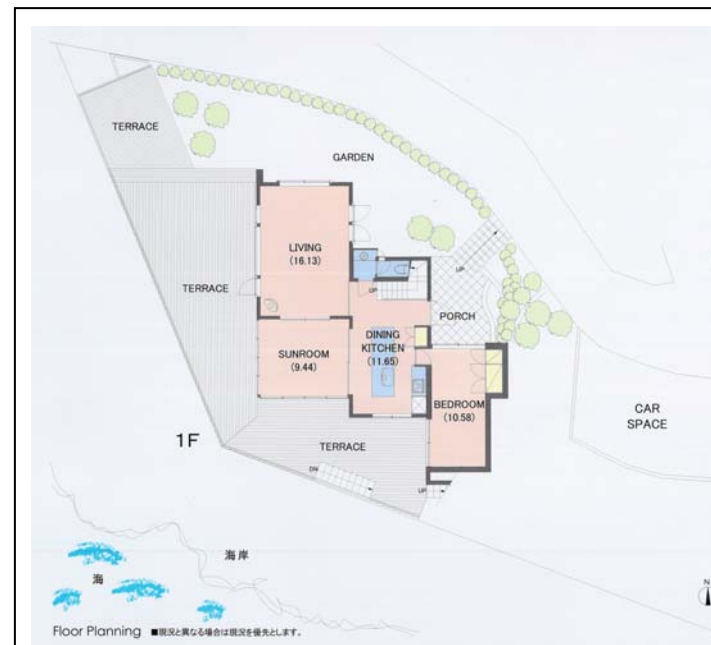 TERRACE
GARDEN
LIVING
(16.13)
UP
UP
TERRACE
PORCH
DINING
KITCHEN
(11.65)
SUNROOM
(9.44)
BEDROOM
(10.58)
CAR
SPACE
1F
TERRACE
DN
UP
海岸
海
N
Floor Planning ■現況と異なる場合は現況を優先とします。